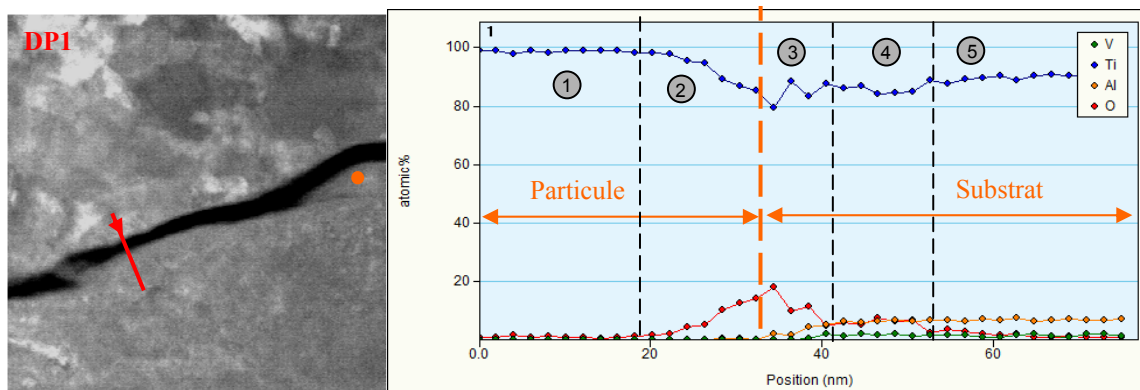 DP1
1
100
80
60
40
20
0.0
20
40
60
atomic%
Position (nm)
1
2
3
4
5
V
Ti
Al
O
Particule
Substrat